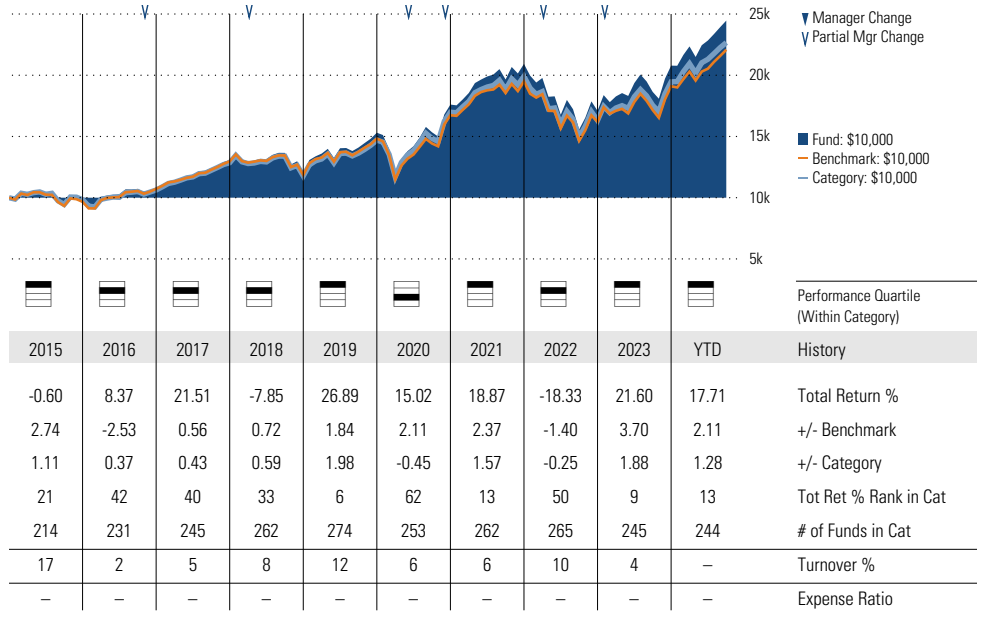 25k
Manager Change
Partial Mgr Change
20k
15k
Fund: $10,000
Benchmark: $10,000
Category: $10,000
10k
5k
Performance Quartile
(Within Category)
2015 2016 2017 2018 2019 2020 2021 2022 2023 YTD History
-0.60 8.37 21.51 -7.85 26.89 15.02 18.87 -18.33 21.60 17.71 Total Return %
2.74 -2.53 0.56 0.72 1.84 2.11 2.37 -1.40 3.70 2.11 +/- Benchmark
1.11 0.37 0.43 0.59 1.98 -0.45 1.57 -0.25 1.88 1.28 +/- Category
21 42 40 33 6 62 13 50 9 13 Tot Ret % Rank in Cat
214 231 245 262 274 253 262 265 245 244 # of Funds in Cat
17 2 5 8 12 6 6 10 4 – Turnover %
– – – – – – – – – – Expense Ratio